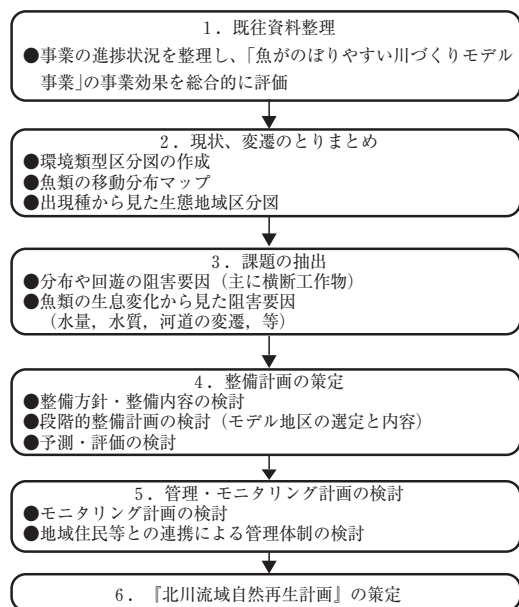 1．既往資料整理
●事業の進捗状況を整理し、「魚がのぼりやすい川づくりモデル
事業」の事業効果を総合的に評価
2．現状、変遷のとりまとめ
●環境類型区分図の作成
●魚類の移動分布マップ
●出現種から見た生態地域区分図
3．課題の抽出
●分布や回遊の阻害要因（主に横断工作物）
●魚類の生息変化から見た阻害要因
（水量，水質，河道の変遷，等）
4．整備計画の策定
●整備方針・整備内容の検討
●段階的整備計画の検討（モデル地区の選定と内容）
●予測・評価の検討
5．管理・モニタリング計画の検討
●モニタリング計画の検討
●地域住民等との連携による管理体制の検討
6．『北川流域自然再生計画』の策定